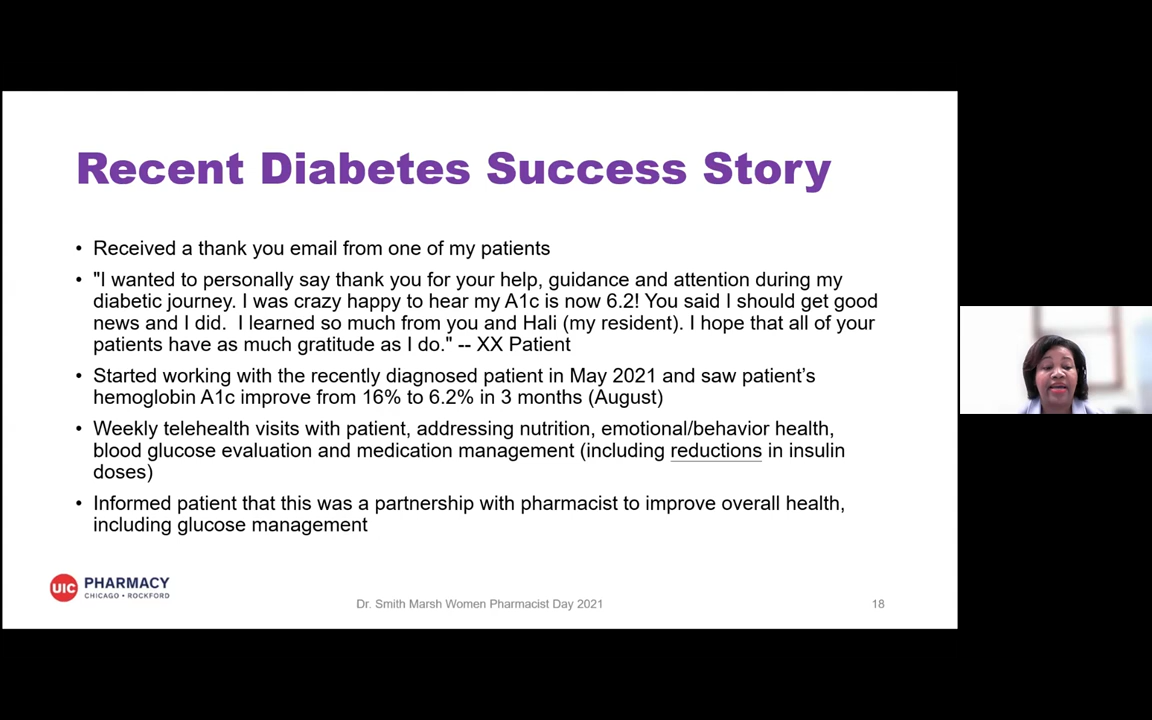 Recent Diabetes Success Story
• Received a thank you email from one of my patients
• "I wanted to personally say thank you for your help, guidance and attention during my
diabetic journey. I was crazy happy to hear my A1c is now 6.2! You said I should get good
news and I did.  I learned so much from you and Hali (my resident). I hope that all of your
patients have as much gratitude as I do." -- XX Patient
• Started working with the recently diagnosed patient in May 2021 and saw patient’s
hemoglobin A1c improve from 16% to 6.2% in 3 months (August)
• Weekly telehealth visits with patient, addressing nutrition, emotional/behavior health,
blood glucose evaluation and medication management (including reductions in insulin
doses)
• Informed patient that this was a partnership with pharmacist to improve overall health,
including glucose management
UIC PHARMACY
CHICAGO • ROCKFORD
Dr. Smith Marsh Women Pharmacist Day 2021
18